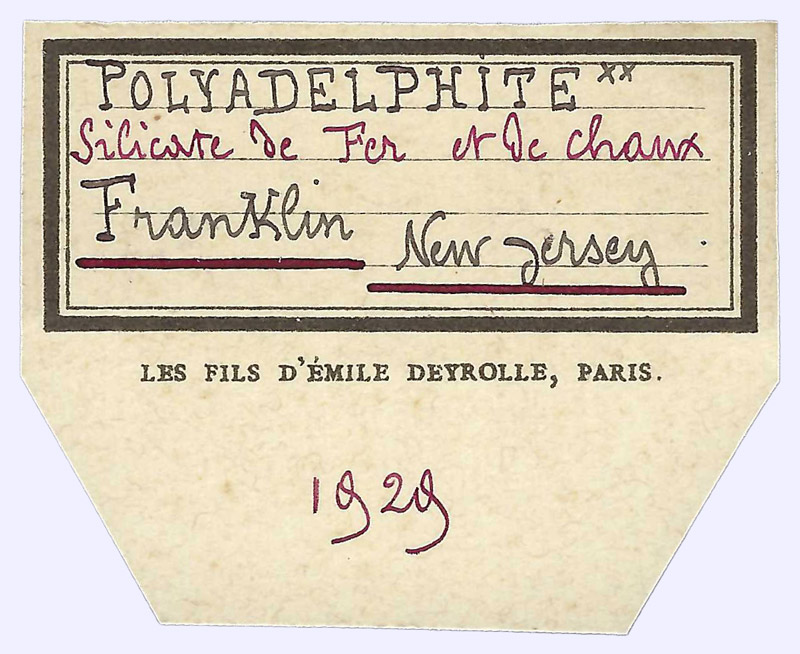 POLYADELPHITE xx
Silicate de Fer et de chaux
Franklin New Jersey
LES FILS D'ÉMILE DEYROLLE, PARIS.
1929